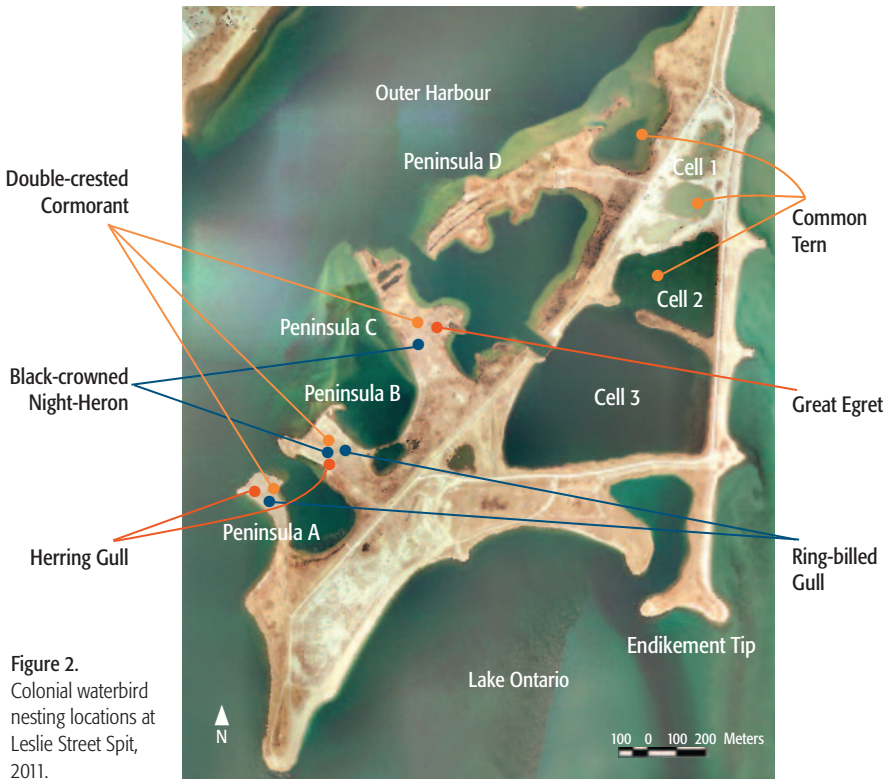 Outer Harbour
Peninsula D
Cell 1
Double-crested
Cormorant
Common
Tern
Cell 2
Peninsula C
Black-crowned
Night-Heron
Peninsula B
Cell 3
Great Egret
Peninsula A
Herring Gull
Ring-billed
Gull
Endikement Tip
Figure 2.
Colonial waterbird
nesting locations at
Leslie Street Spit,
2011.
Lake Ontario
N
100 0 100 200 Meters